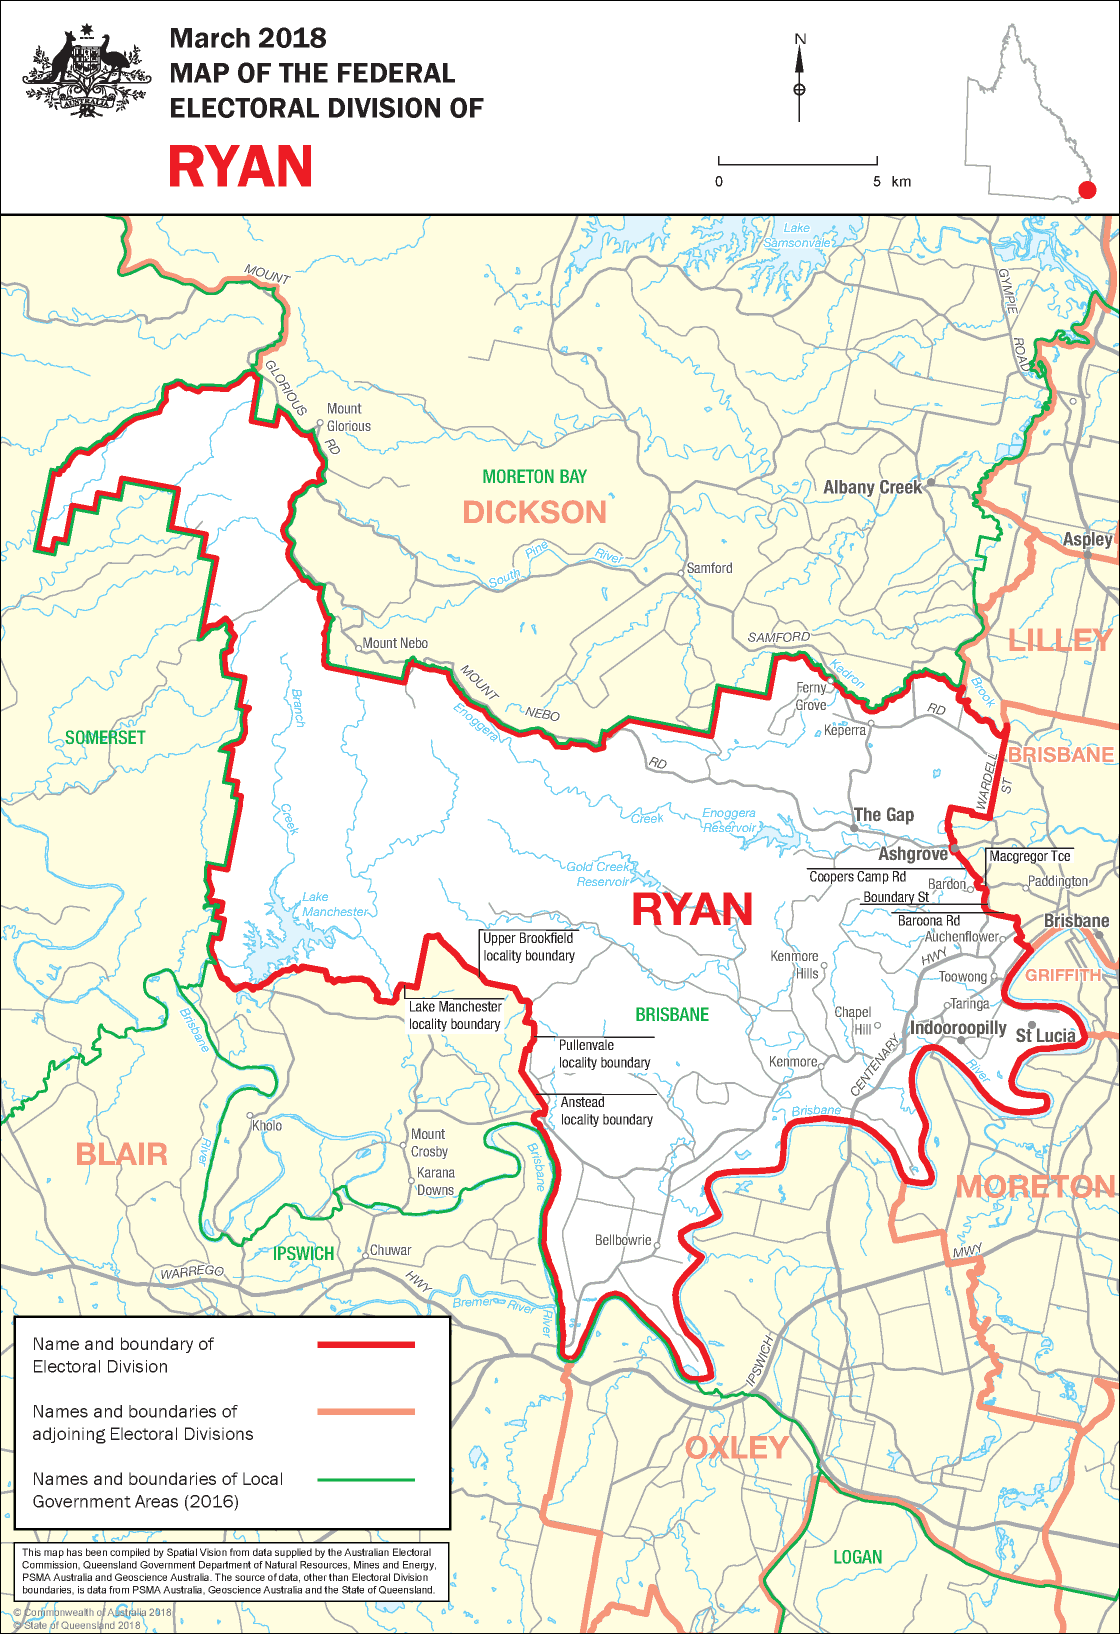 March 2018
MAP OF THE FEDERAL
ELECTORAL DIVISION OF
RYAN
AUSTRALIA
N
0 5 km
Lake
Samsonvale
MOUNT
GYMPIE
ROAD
GLORIOUS
RD
Mount
Glorious
MORETON BAY
DICKSON
Albany Creek
Aspley
South Pine River
Samford
LILLEY
SAMFORD
Mount Nebo
MOUNT
NEBO
RD
Kedron
Brook
Ferny
Grove
RD
Keperra
Branch
Creek
Enoggera
Creek
SOMERSET
BRISBANE
WARDELL
ST
Enoggera
Reservoir
The Gap
Ashgrove
Macgregor Tce
Coopers Camp Rd
Gold Creek
Reservoir
Bardon
Paddington
Boundary St
RYAN
Baroona Rd
Brisbane
Lake
Manchester
Auchenflower
Upper Brookfield
locality boundary
Kenmore
Hills
HWY
Toowong
GRIFFITH
Lake Manchester
locality boundary
BRISBANE
Chapel
Hill
Taringa
Indooroopilly
St Lucia
Brisbane
River
Pullenvale
locality boundary
Kenmore
CENTENARY
River
Anstead
locality boundary
Brisbane
Kholo
BLAIR
Mount
Crosby
Karana
Downs
Brisbane
River
MORETON
Bellbowrie
IPSWICH
Chuwar
MWY
WARREGO
HWY
Bremer River
IPSWICH
OXLEY
LOGAN
Name and boundary of
Electoral Division
Names and boundaries of
adjoining Electoral Divisions
Names and boundaries of Local
Government Areas (2016)
This map has been compiled by Spatial Vision from data supplied by the Australian Electoral
Commission, Queensland Government Department of Natural Resources, Mines and Energy,
PSMA Australia and Geoscience Australia. The source of data, other than Electoral Division
boundaries, is data from PSMA Australia, Geoscience Australia and the State of Queensland.
© Commonwealth of Australia 2018
© State of Queensland 2018